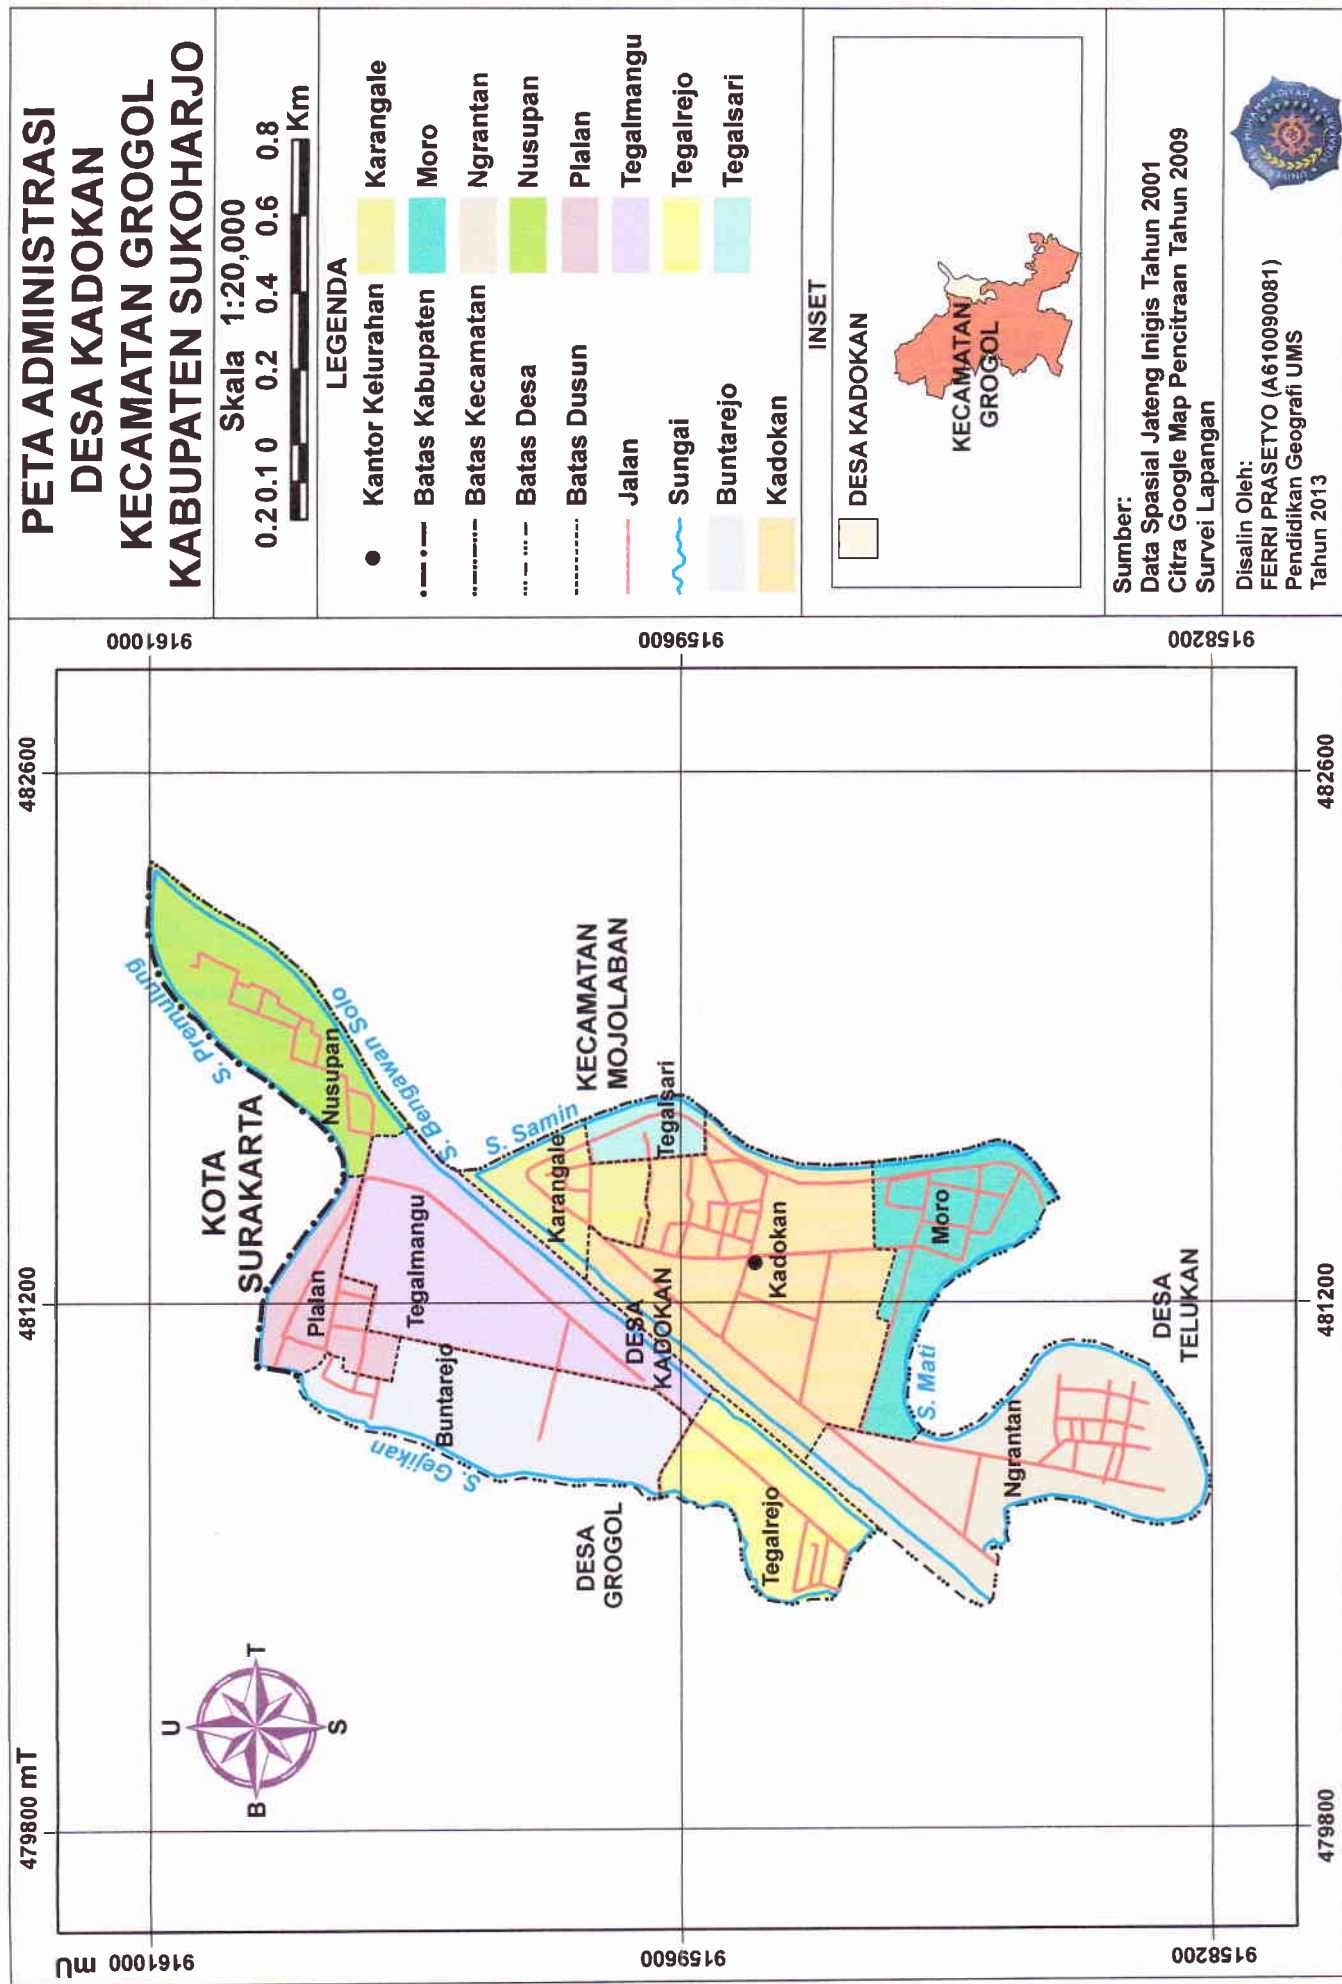 PETA ADMINISTRASI
DESA KADOKAN
KECAMATAN GROGOL
KABUPATEN SUKOHARJO
Skala 1:20,000
0.2 0.1 0 0.2 0.4 0.6 0.8
Km
LEGENDA
Kantor Kelurahan
Batas Kabupaten
Batas Kecamatan
Batas Desa
Batas Dusun
Jalan
Sungai
Buntarejo
Kadokan
Karangale
Moro
Ngrantan
Nusupan
Plalan
Tegalmangu
Tegalrejo
Tegalsari
INSET
DESA KADOKAN
KECAMATAN
GROGOL
Sumber:
Data Spasial Jateng Inigis Tahun 2001
Citra Google Map Pencitraan Tahun 2009
Survei Lapangan
Disalin Oleh:
FERRI PRASETYO (A610090081)
Pendidikan Geografi UMS
Tahun 2013
479800 mT
481200
482600
9161000 mU
9161000
U
B
T
S
KOTA
SURAKARTA
S. Premulung
Nusupan
S. Bengawan Solo
Plalan
Tegalmangu
Buntarejo
S. Gejikan
S. Samin
KECAMATAN
MOJOLABAN
Karangale
Tegalsari
DESA
GROGOL
DESA
KADOKAN
9159600
9159600
Kadokan
Tegalrejo
Moro
S. Mati
Ngrantan
DESA
TELUKAN
9158200
9158200
479800
481200
482600